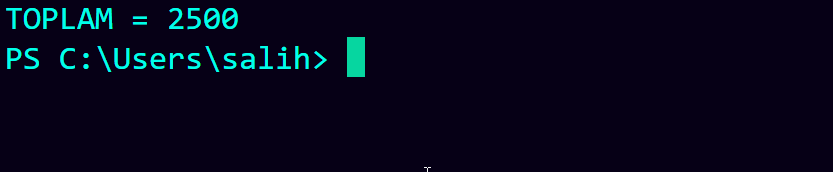 TOPLAM = 2500
PS C:\Users\salih>